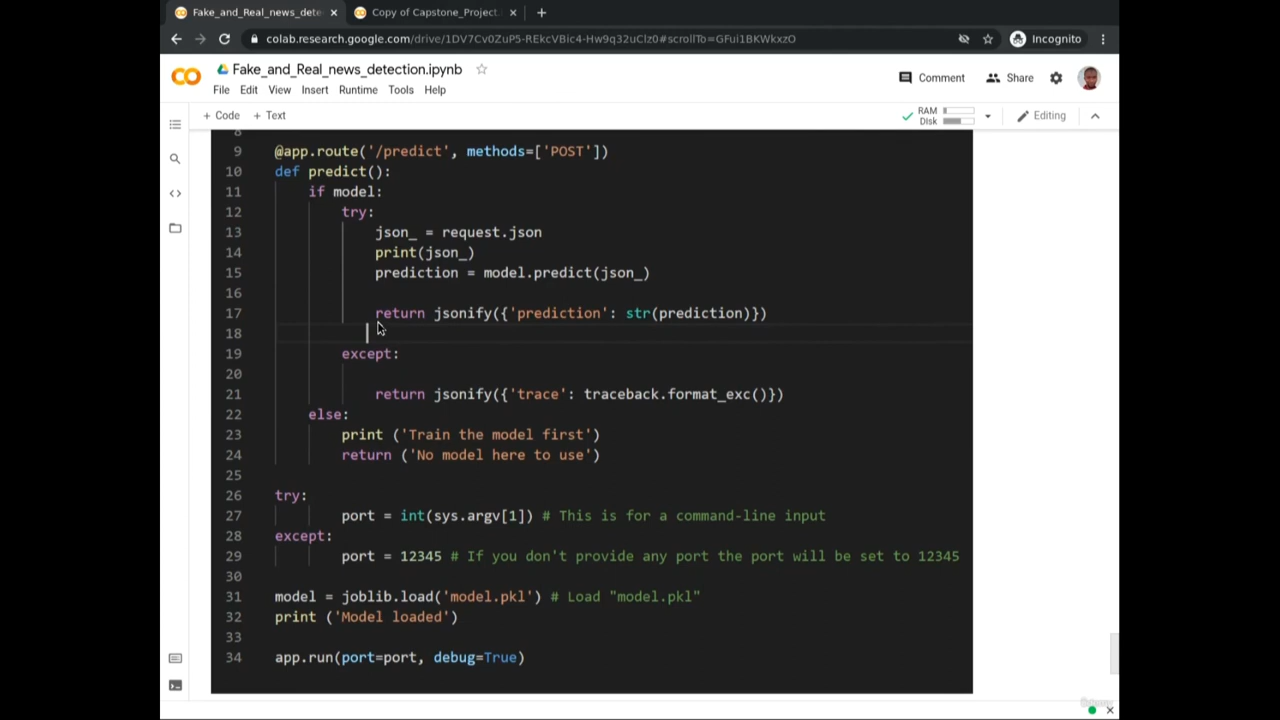 Fake_and_Real_news_dete
Copy of Capstone_Project.
colab.research.google.com/drive/1DV7Cv0ZuP5-REkcVBic4-Hw9q32uClz0#scrollTo=GFui1BKWkxzO
Incognito
Fake_and_Real_news_detection.ipynb
Comment
Share
File Edit View Insert Runtime Tools Help
+ Code + Text
RAM
Disk
Editing
8
9 @app.route('/predict', methods=['POST'])
10 def predict():
11 if model:
12 try:
13 json_ = request.json
14 print(json_)
15 prediction = model.predict(json_)
16
17 return jsonify({'prediction': str(prediction)})
18
19 except:
20
21 return jsonify({'trace': traceback.format_exc()})
22 else:
23 print ('Train the model first')
24 return ('No model here to use')
25
26 try:
27 port = int(sys.argv[1]) # This is for a command-line input
28 except:
29 port = 12345 # If you don't provide any port the port will be set to 12345
30
31 model = joblib.load('model.pkl') # Load "model.pkl"
32 print ('Model loaded')
33
34 app.run(port=port, debug=True)